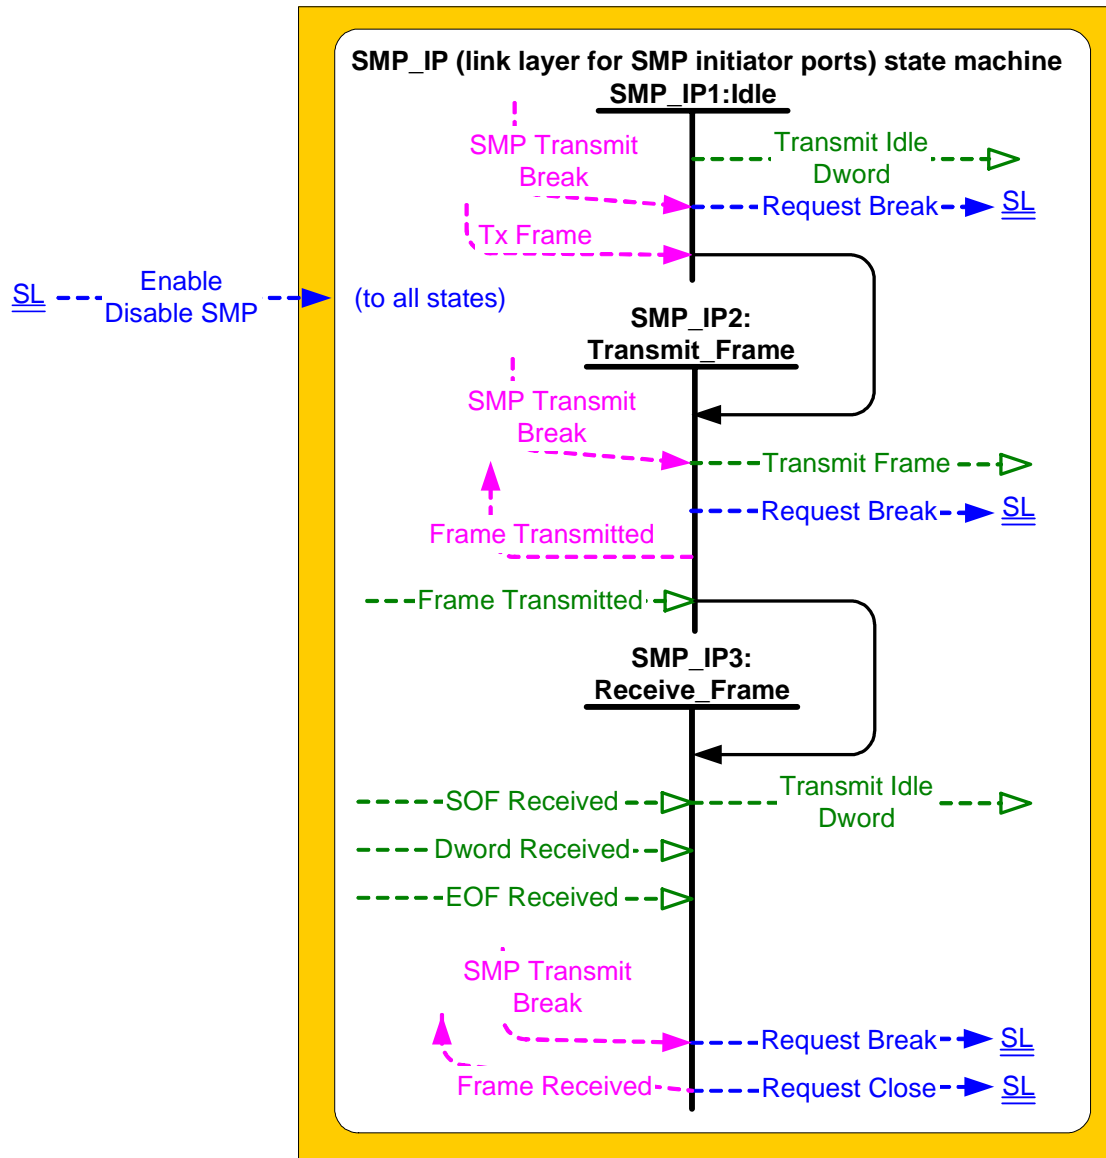 SMP_IP (link layer for SMP initiator ports) state machine
SMP_IP1:Idle
SMP Transmit
Break
Transmit Idle
Dword
Request Break
SL
Tx Frame
SL
Enable
Disable SMP
(to all states)
SMP_IP2:
Transmit_Frame
SMP Transmit
Break
Transmit Frame
Request Break
SL
Frame Transmitted
Frame Transmitted
SMP_IP3:
Receive_Frame
SOF Received
Transmit Idle
Dword
Dword Received
EOF Received
SMP Transmit
Break
Request Break
SL
Frame Received
Request Close
SL